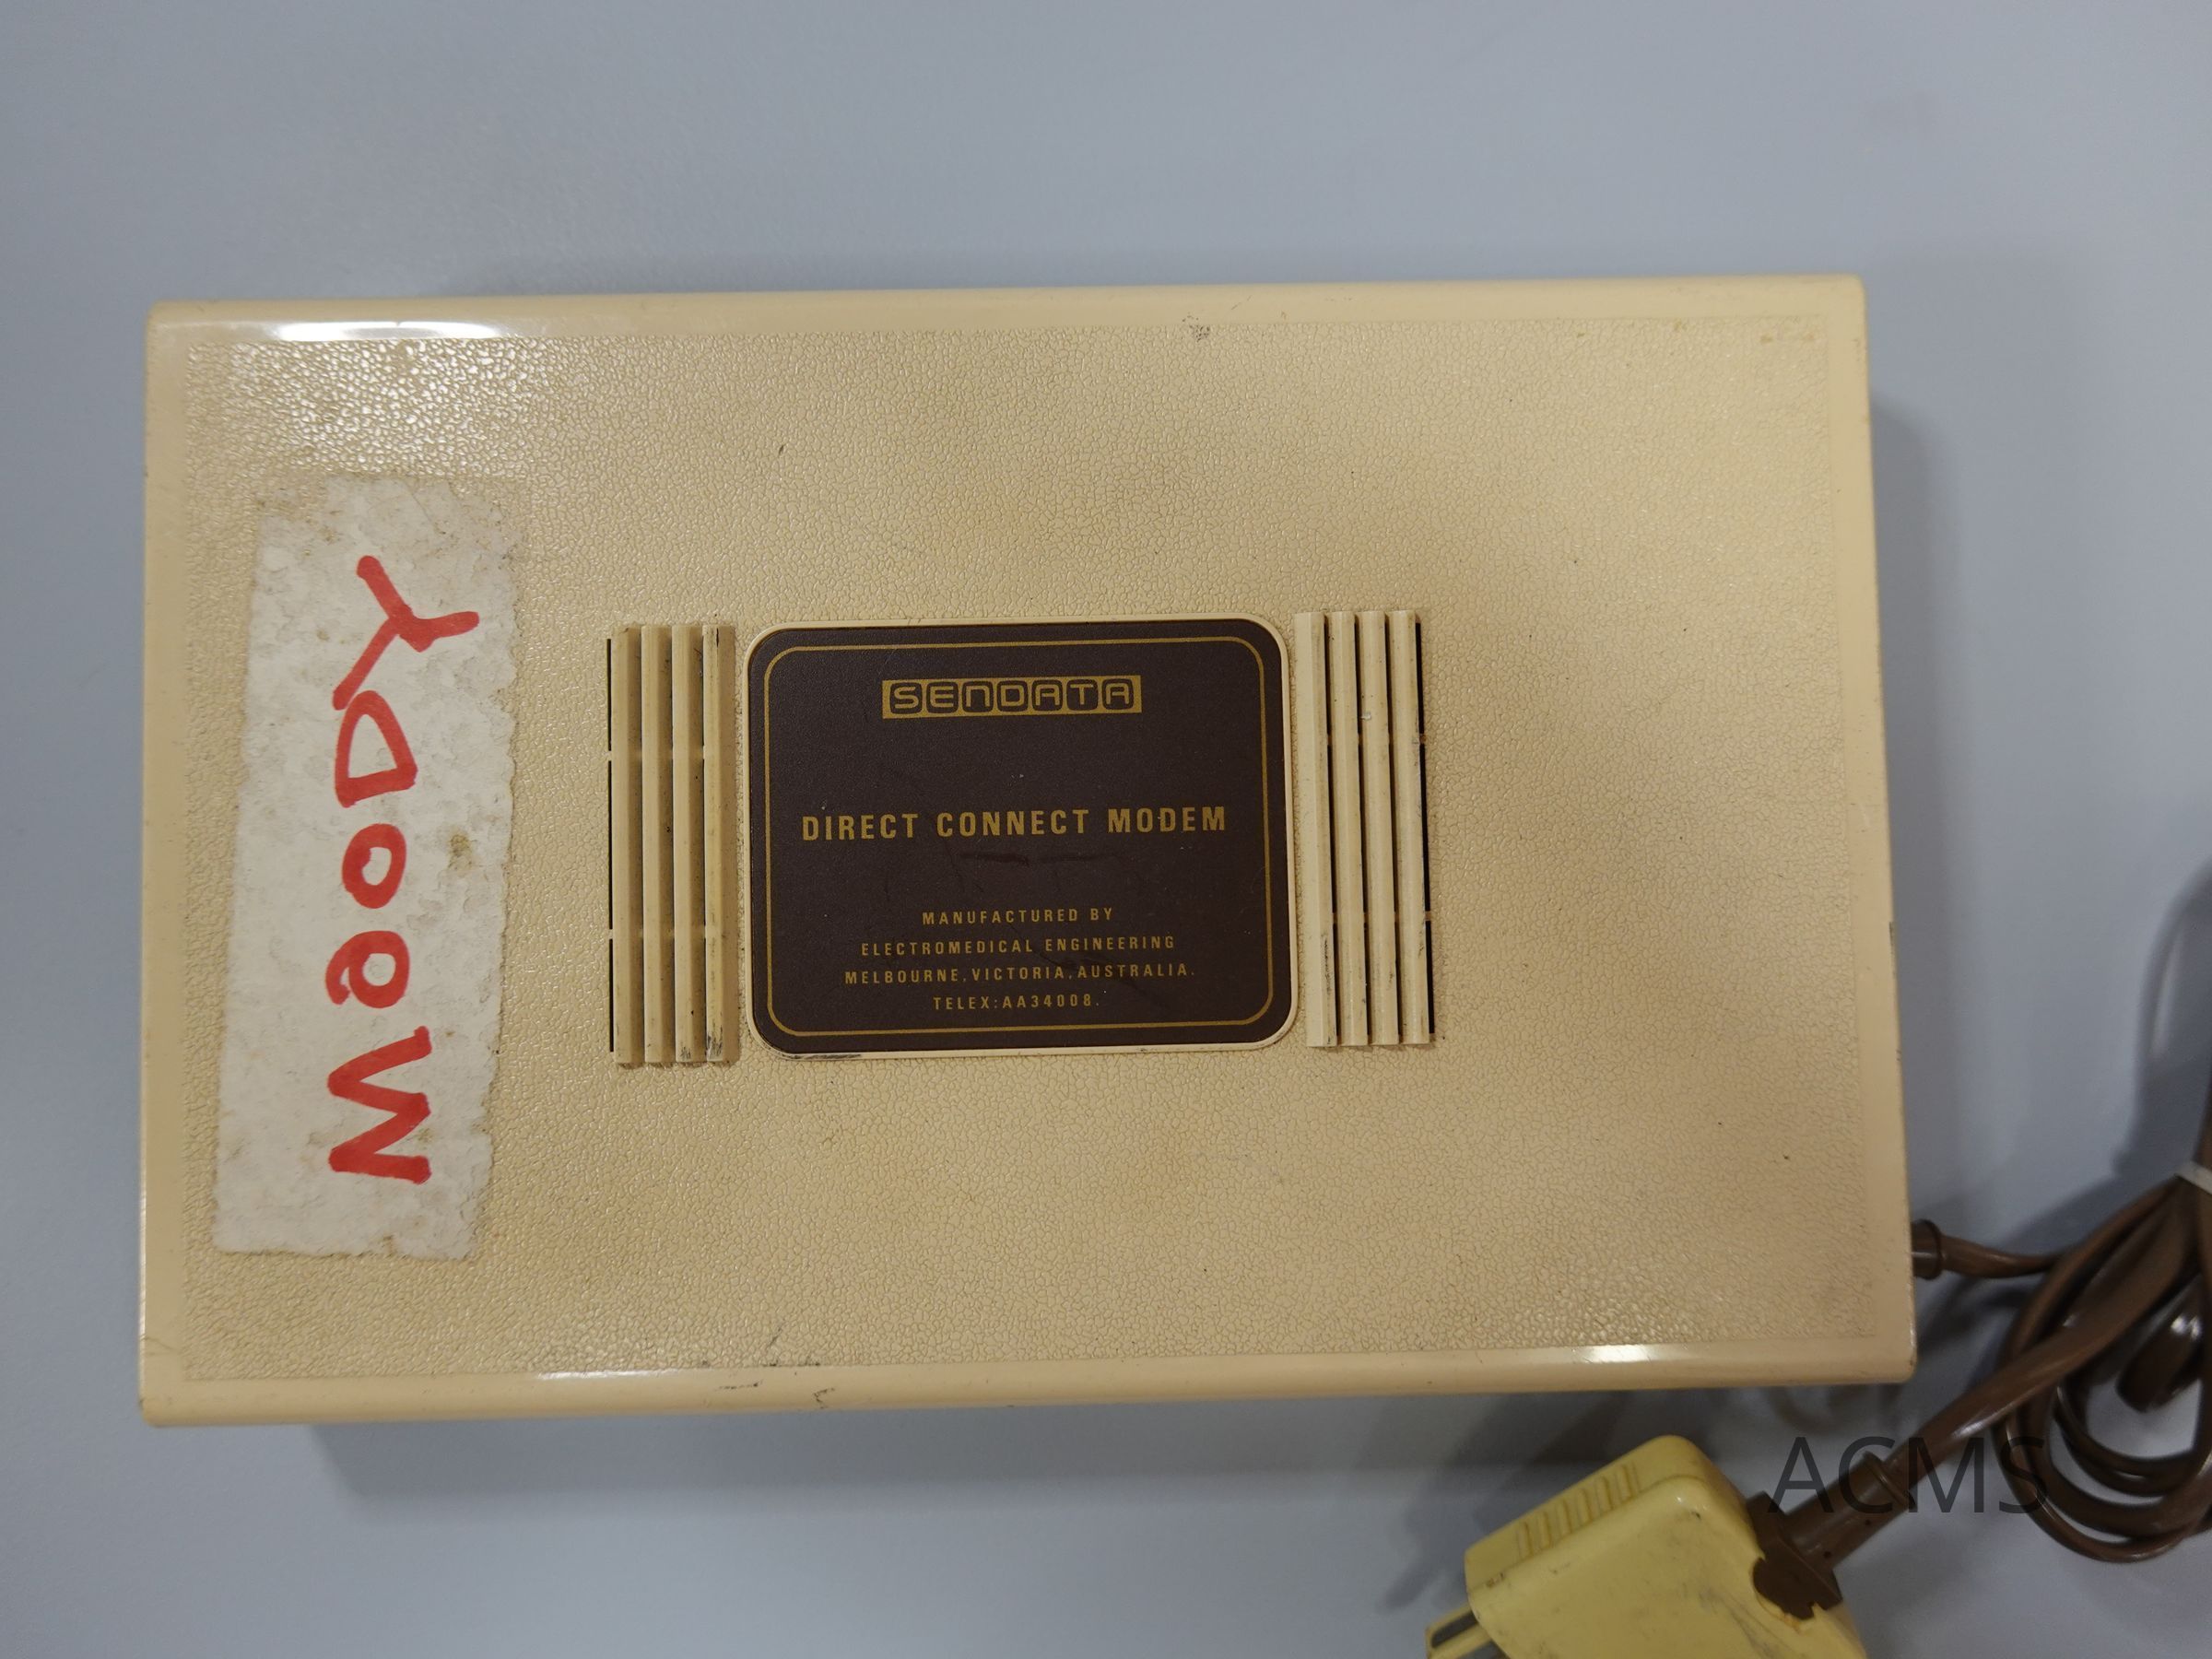 MooDY
SENDATA
DIRECT CONNECT MODEM
MANUFACTURED BY
ELECTROMEDICAL ENGINEERING
MELBOURNE, VICTORIA, AUSTRALIA.
TELEX:AA34008.
ACMS